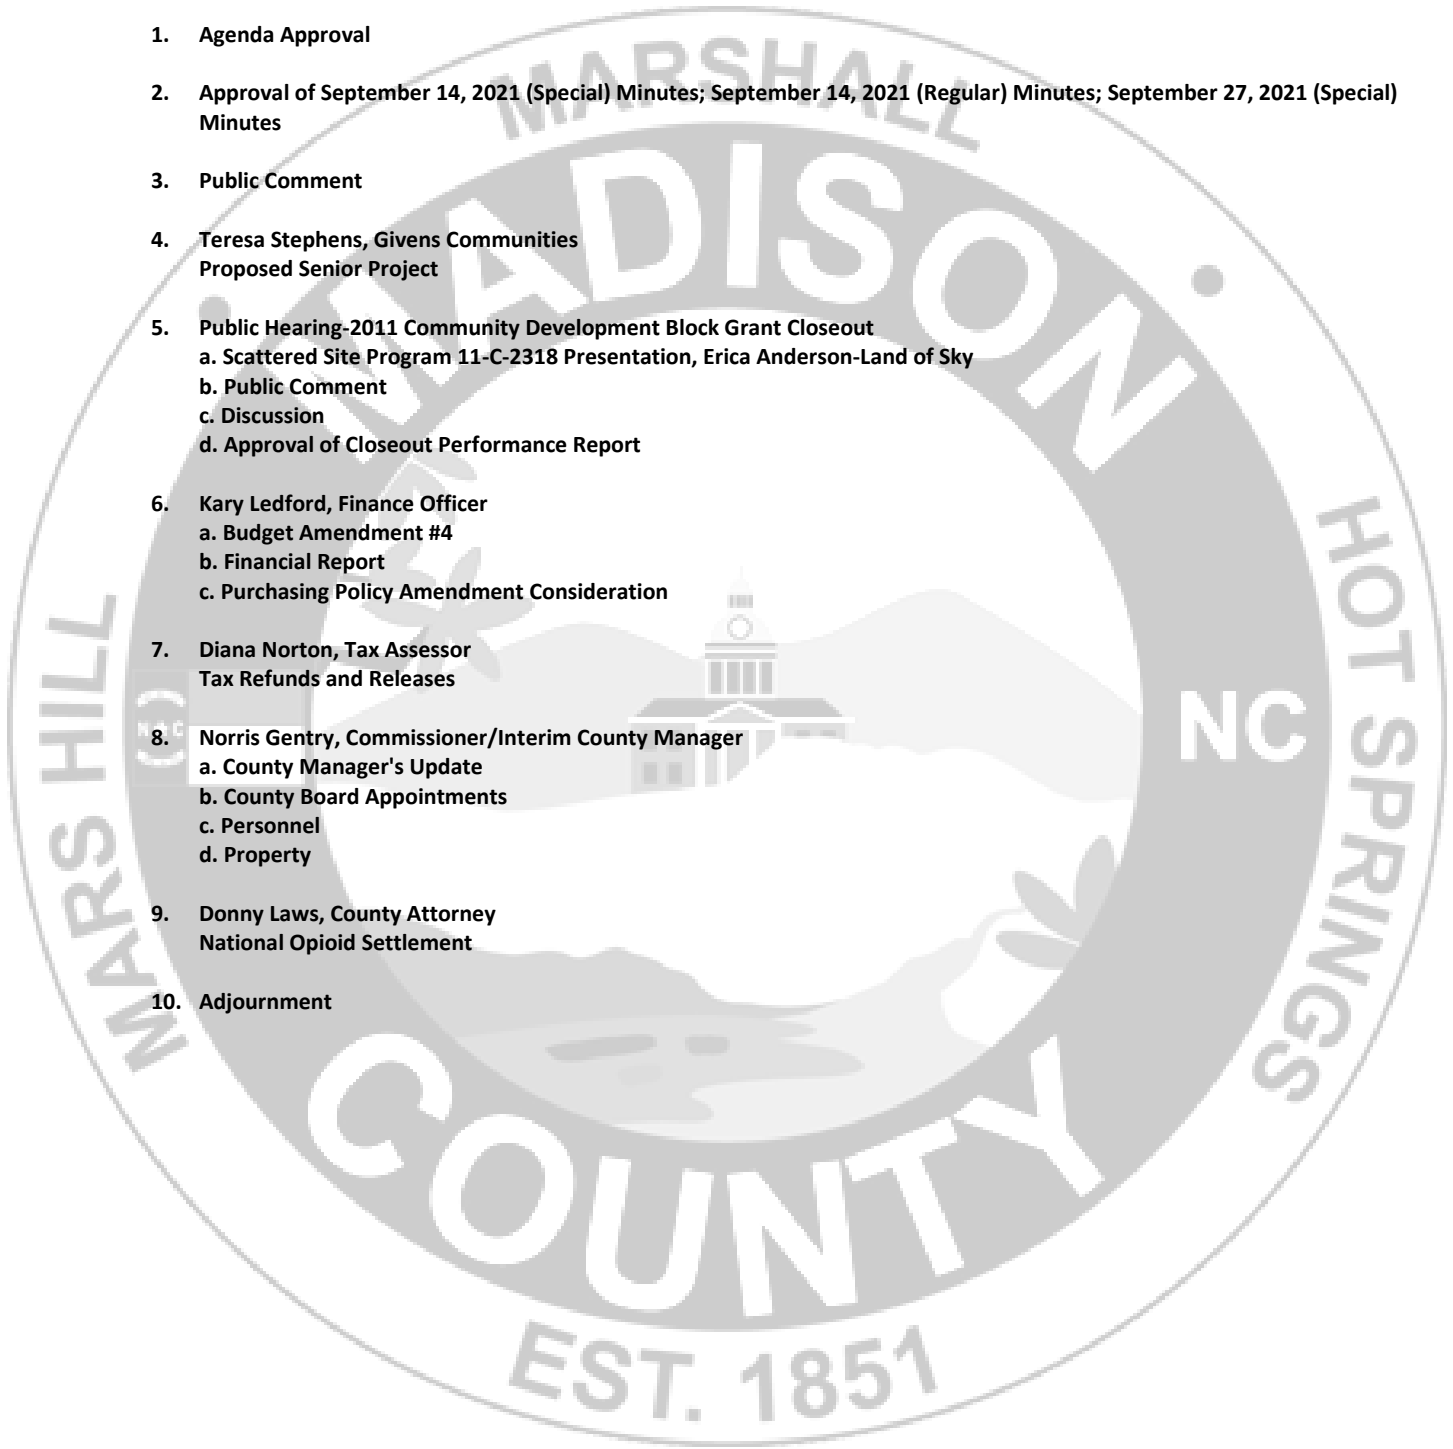 1. Agenda Approval
2. Approval of September 14, 2021 (Special) Minutes; September 14, 2021 (Regular) Minutes; September 27, 2021 (Special)
Minutes
3. Public Comment
4. Teresa Stephens, Givens Communities
Proposed Senior Project
5. Public Hearing-2011 Community Development Block Grant Closeout
a. Scattered Site Program 11-C-2318 Presentation, Erica Anderson-Land of Sky
b. Public Comment
c. Discussion
d. Approval of Closeout Performance Report
6. Kary Ledford, Finance Officer
a. Budget Amendment #4
b. Financial Report
c. Purchasing Policy Amendment Consideration
7. Diana Norton, Tax Assessor
Tax Refunds and Releases
8. Norris Gentry, Commissioner/Interim County Manager
a. County Manager's Update
b. County Board Appointments
c. Personnel
d. Property
9. Donny Laws, County Attorney
National Opioid Settlement
10. Adjournment
MARSHALL
MADISON
MARS HILL
HOT SPRINGS
N C
NC
COUNTY
EST. 1851